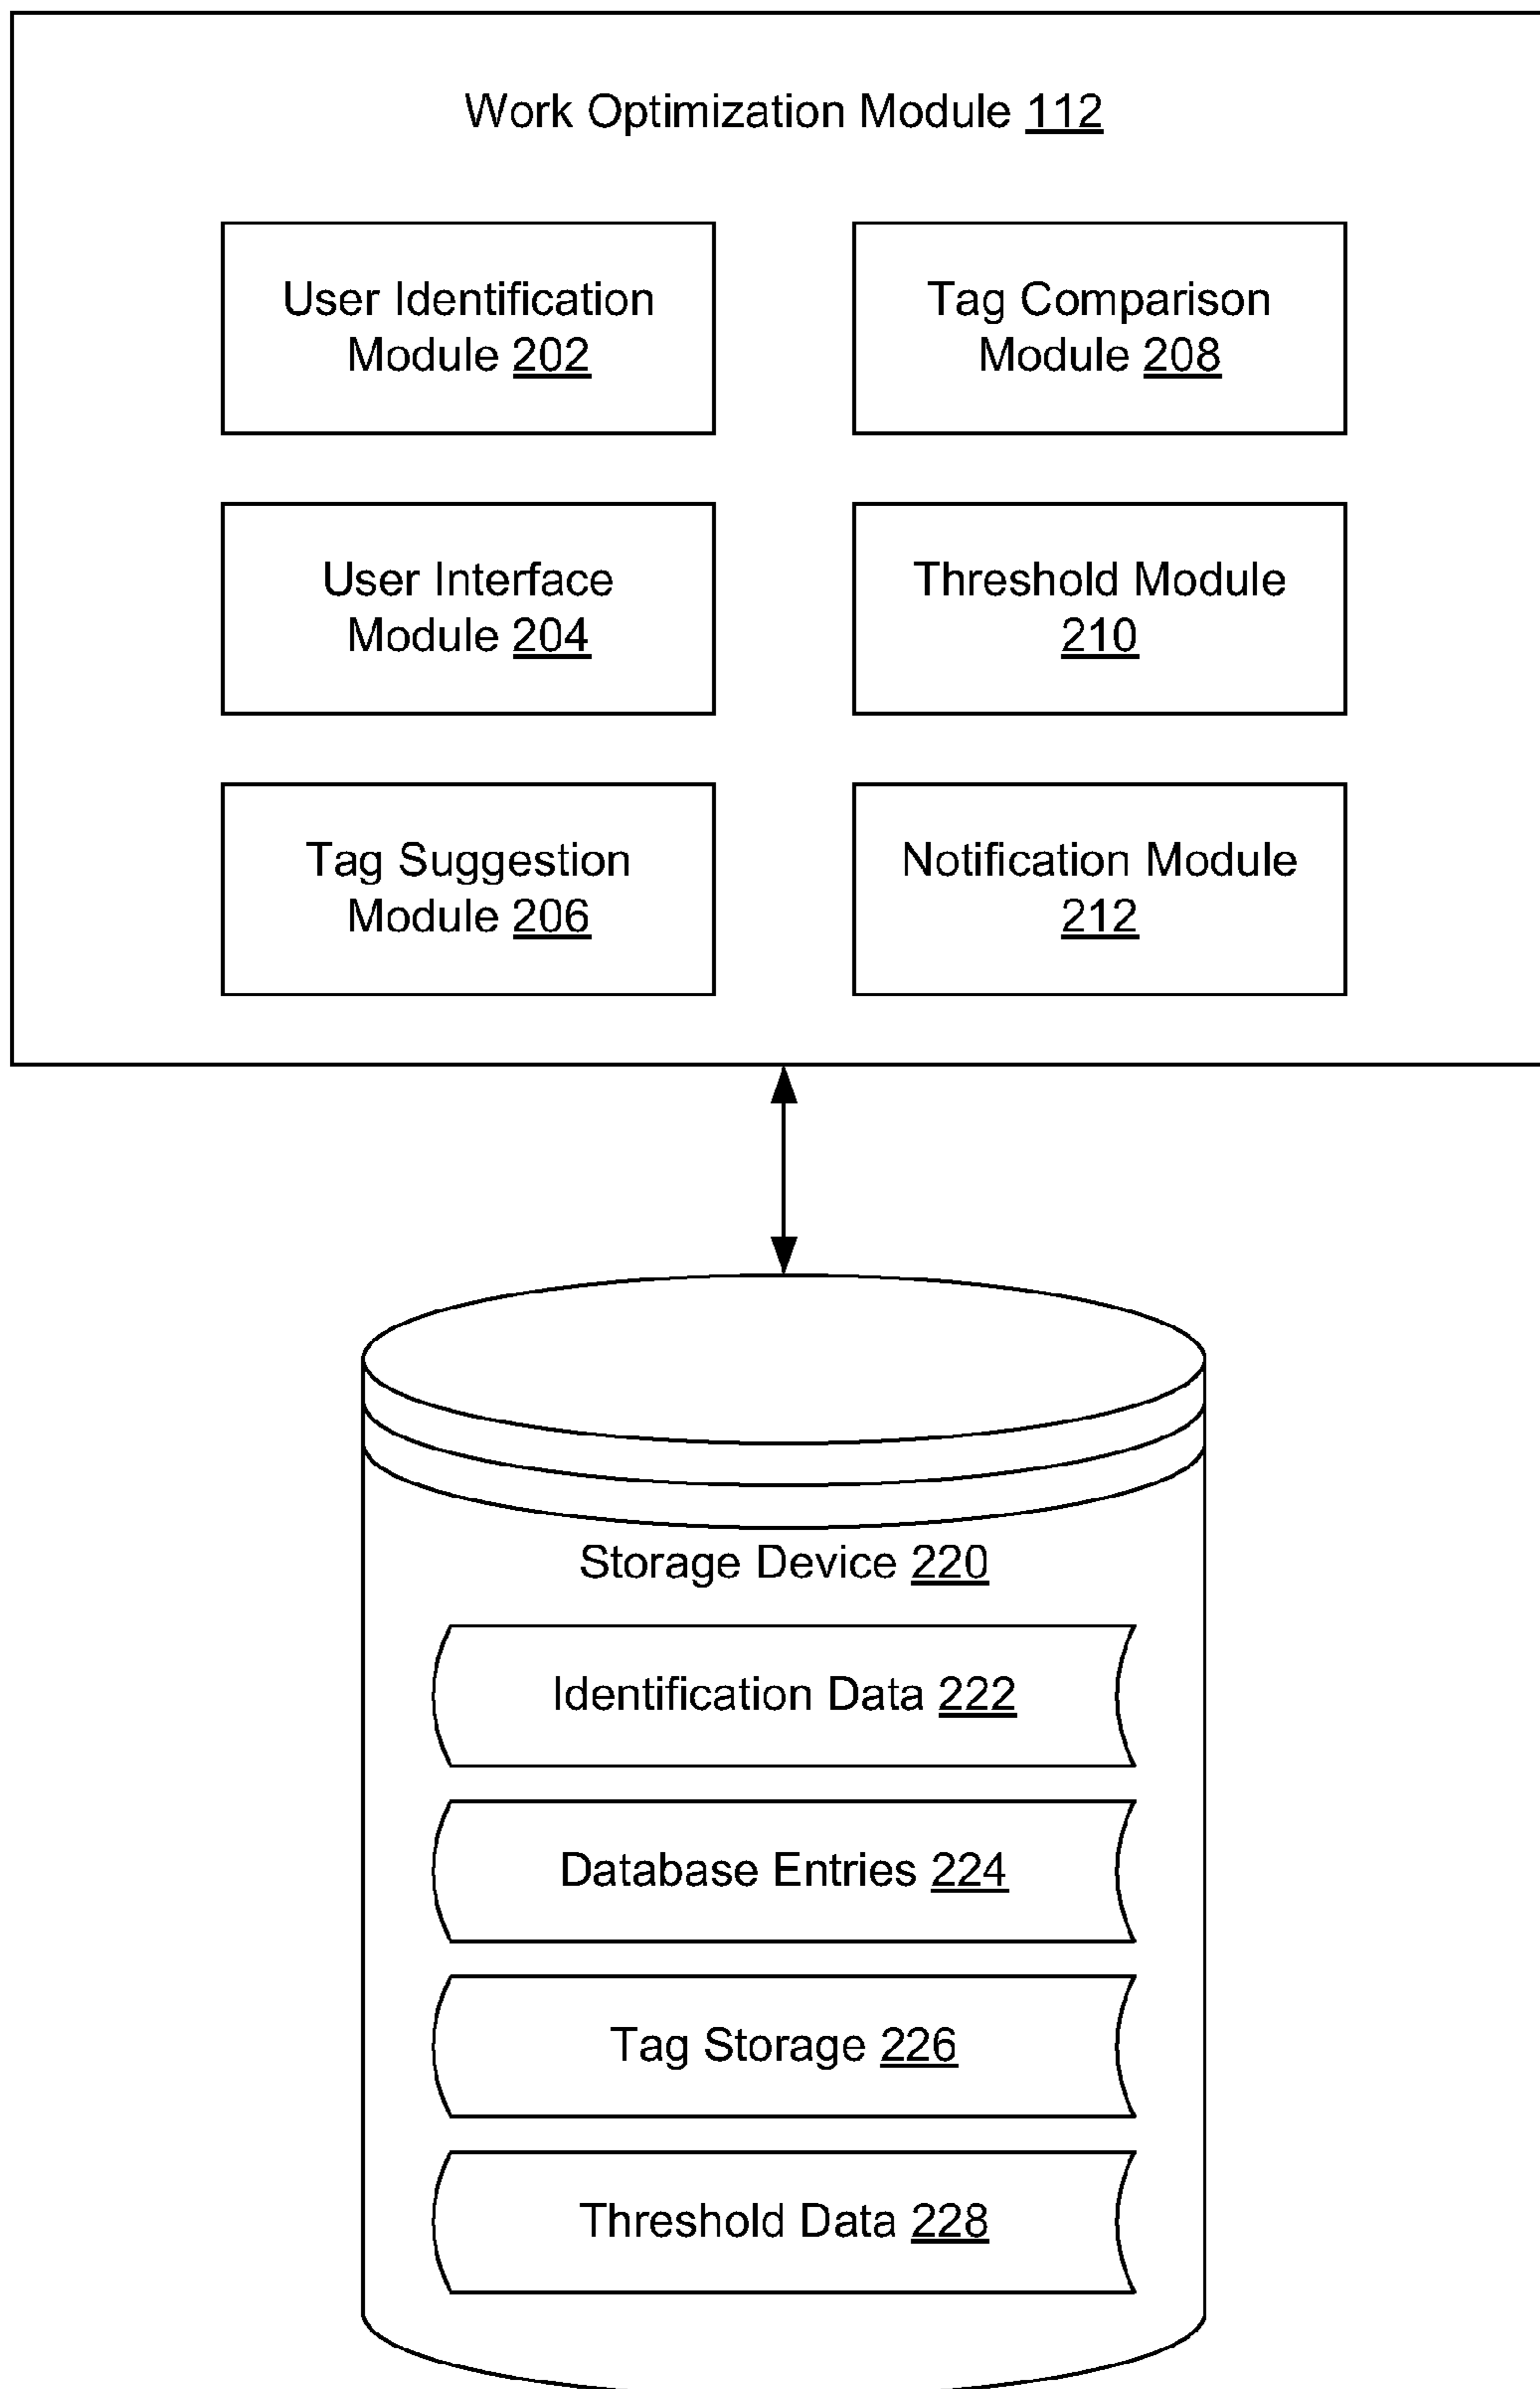 Work Optimization Module 112
User Identification
Module 202
Tag Comparison
Module 208
User Interface
Module 204
Threshold Module
210
Tag Suggestion
Module 206
Notification Module
212
Storage Device 220
Identification Data 222
Database Entries 224
Tag Storage 226
Threshold Data 228